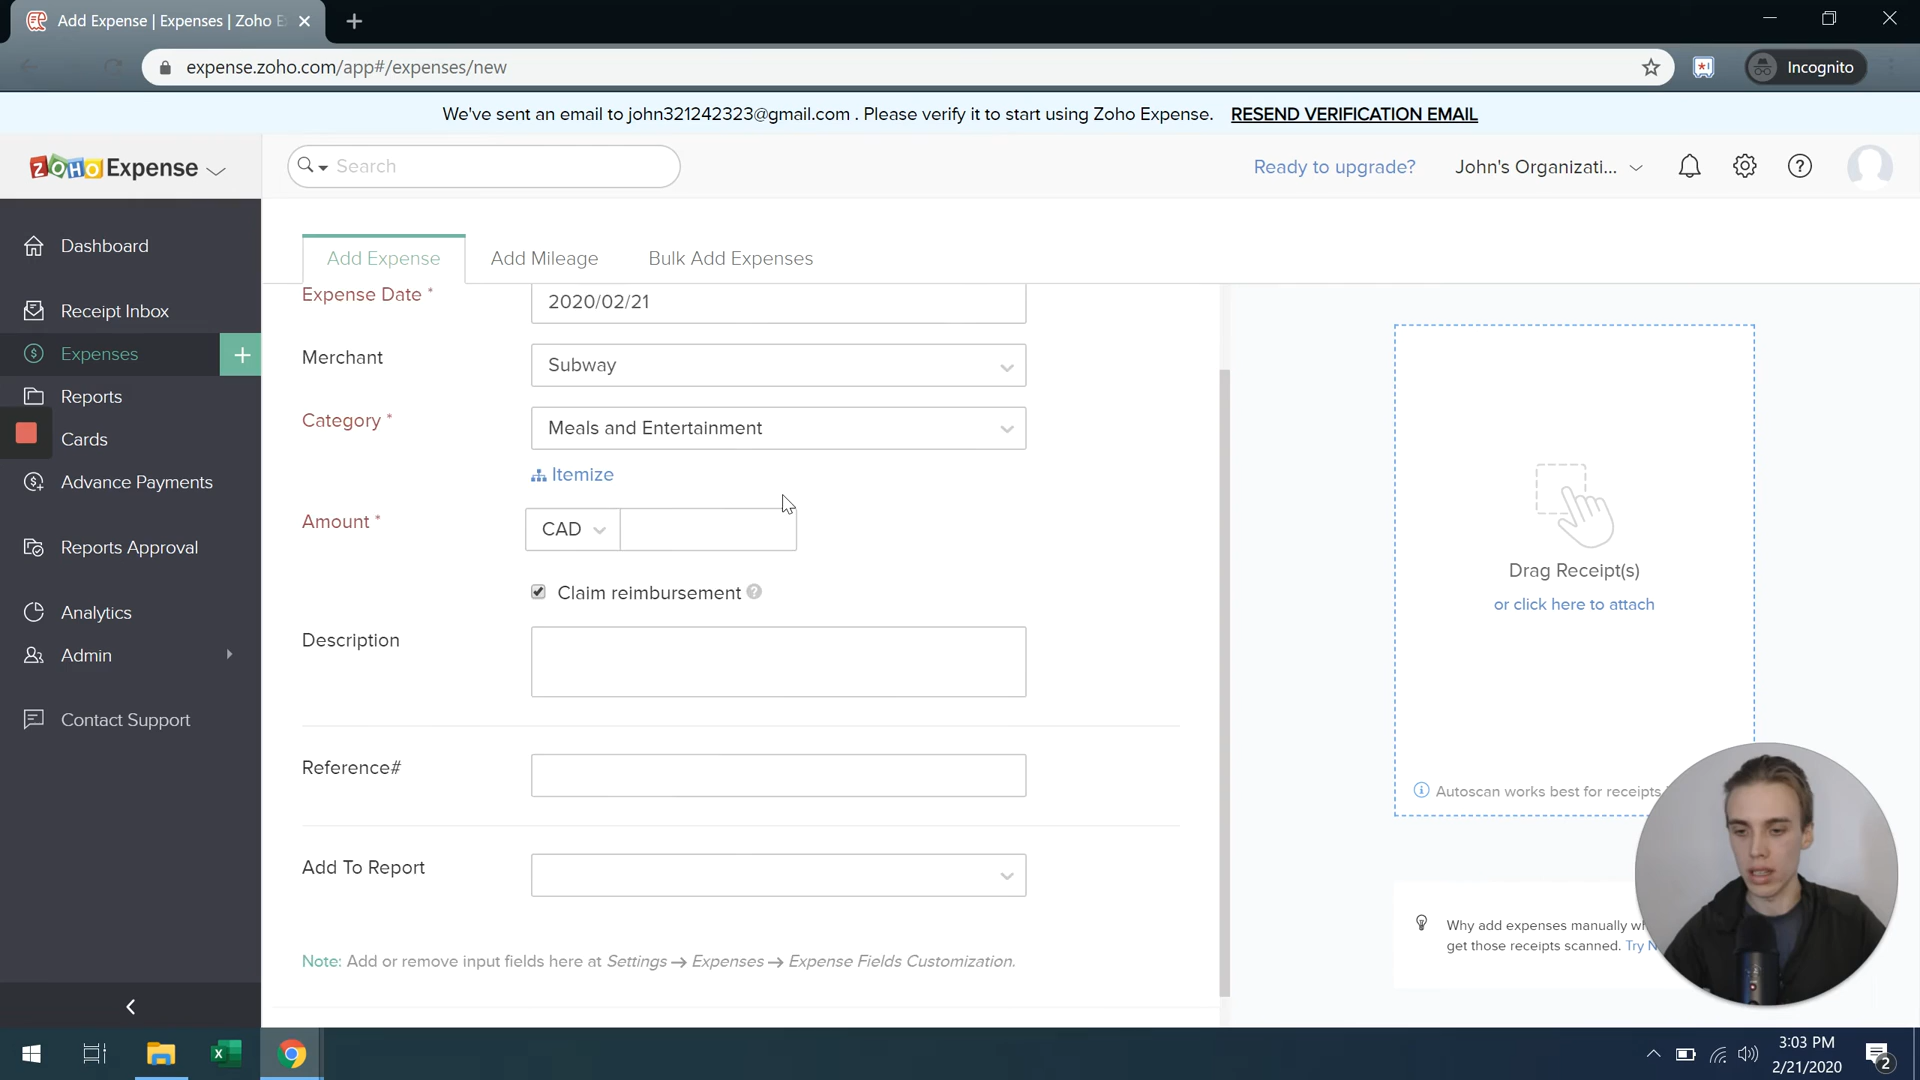 Add Expense | Expenses | Zoho E
expense.zoho.com/app#/expenses/new
Incognito
We've sent an email to john321242323@gmail.com . Please verify it to start using Zoho Expense. RESEND VERIFICATION EMAIL
ZOHO Expense
Search
Ready to upgrade?
John's Organizati...
Dashboard
Receipt Inbox
Expenses
Reports
Cards
Advance Payments
Reports Approval
Analytics
Admin
Contact Support
Add Expense
Add Mileage
Bulk Add Expenses
Expense Date *
2020/02/21
Merchant
Subway
Category *
Meals and Entertainment
Itemize
Amount *
CAD
Claim reimbursement
Description
Reference#
Add To Report
Note: Add or remove input fields here at Settings → Expenses → Expense Fields Customization.
Drag Receipt(s)
or click here to attach
Autoscan works best for receipts
Why add expenses manually
get those receipts scanned. Try
3:03 PM
2/21/2020
2